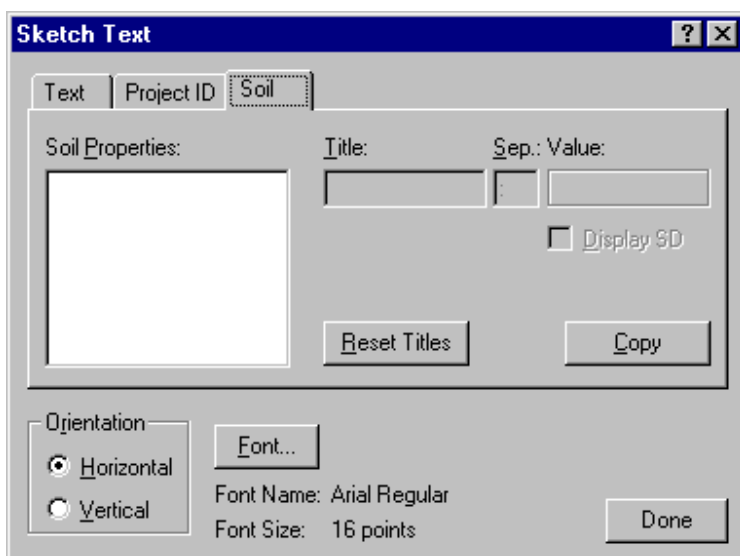 Sketch Text
Text Project ID Soil
Soil Properties: Title: Sep.: Value:
:
Display SD
Reset Titles Copy
Orientation
Font...
Horizontal
Font Name: Arial Regular
Vertical
Done
Font Size: 16 points